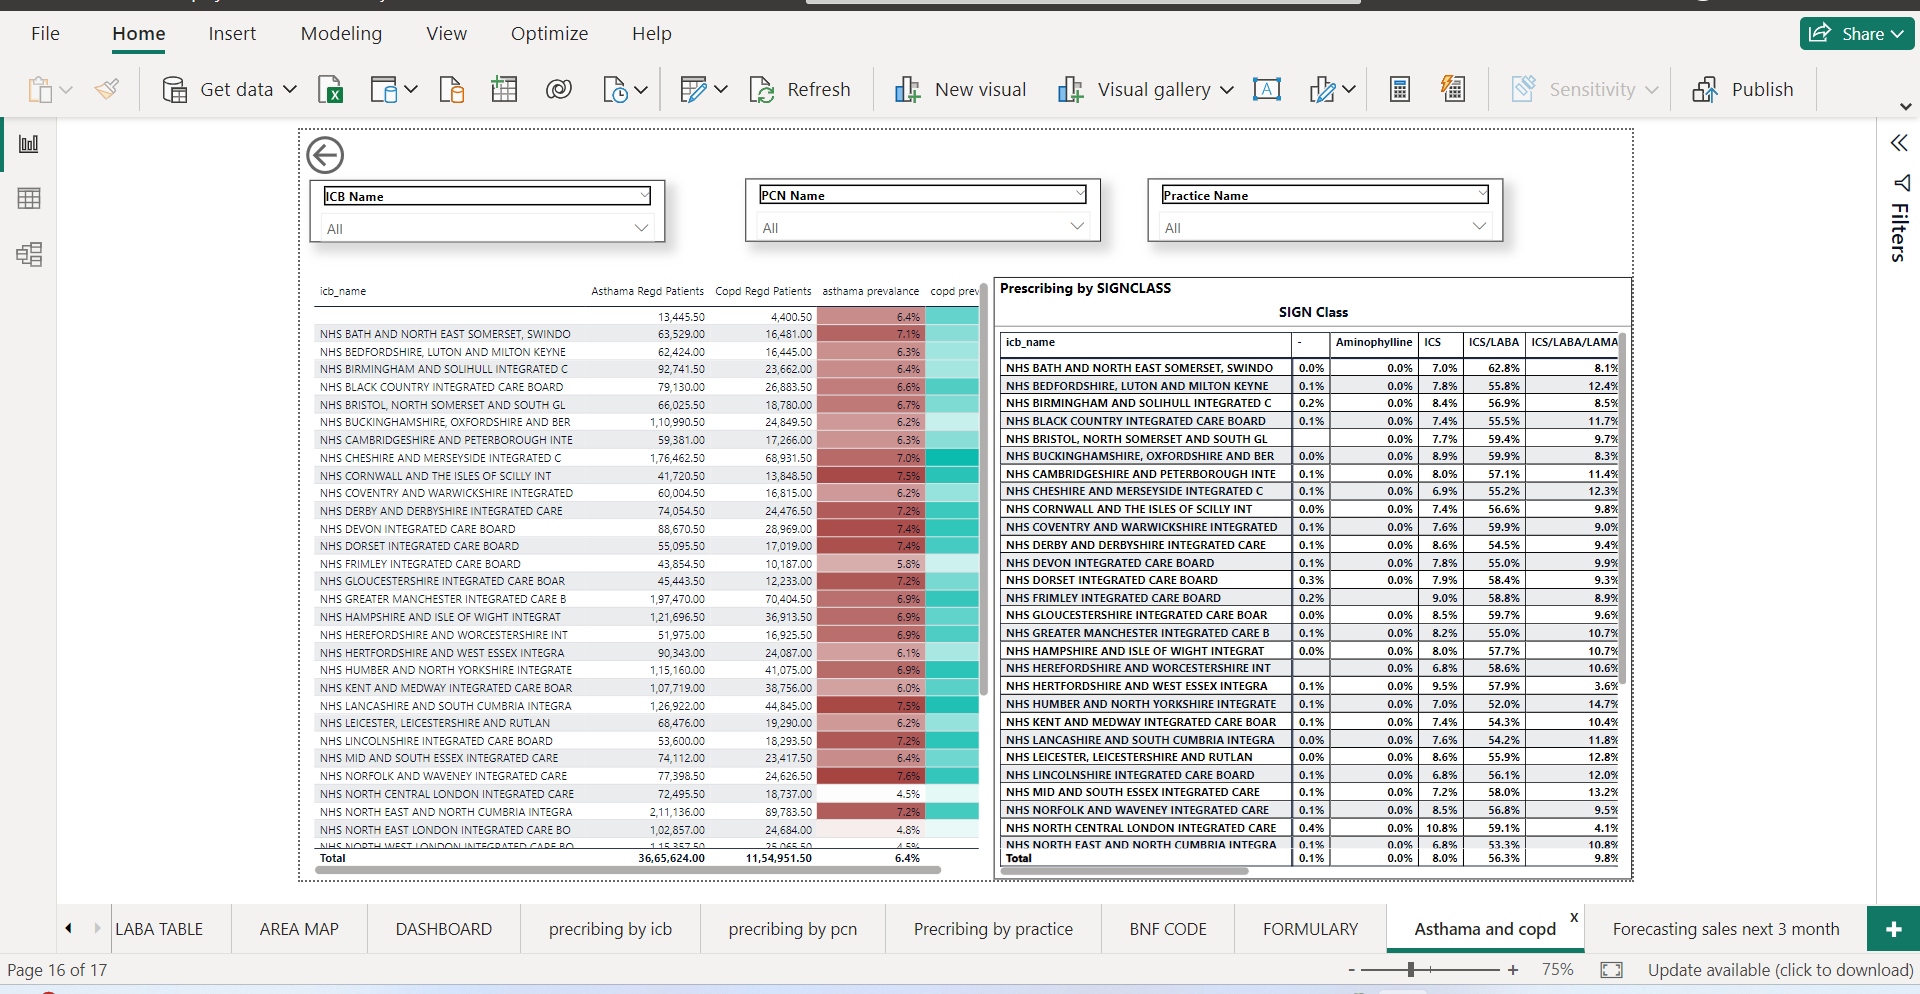 File Home Insert Modeling View Optimize Help Share
Get data Refresh New visual Visual gallery A Sensitivity Publish
ICB Name PCN Name Practice Name
All All All
Filters
icb_name Asthama Regd Patients Copd Regd Patients asthama prevalance copd prev
13,445.50 4,400.50 6.4%
NHS BATH AND NORTH EAST SOMERSET, SWINDO 63,529.00 16,481.00 7.1%
NHS BEDFORDSHIRE, LUTON AND MILTON KEYNE 62,424.00 16,445.00 6.3%
NHS BIRMINGHAM AND SOLIHULL INTEGRATED C 92,741.50 23,662.00 6.4%
NHS BLACK COUNTRY INTEGRATED CARE BOARD 79,130.00 26,883.50 6.6%
NHS BRISTOL, NORTH SOMERSET AND SOUTH GL 66,025.50 18,780.00 6.7%
NHS BUCKINGHAMSHIRE, OXFORDSHIRE AND BER 1,10,990.50 24,849.50 6.2%
NHS CAMBRIDGESHIRE AND PETERBOROUGH INTE 59,381.00 17,266.00 6.3%
NHS CHESHIRE AND MERSEYSIDE INTEGRATED C 1,76,462.50 68,931.50 7.0%
NHS CORNWALL AND THE ISLES OF SCILLY INT 41,720.50 13,848.50 7.5%
NHS COVENTRY AND WARWICKSHIRE INTEGRATED 60,004.50 16,815.00 6.2%
NHS DERBY AND DERBYSHIRE INTEGRATED CARE 74,054.50 24,476.50 7.2%
NHS DEVON INTEGRATED CARE BOARD 88,670.50 28,969.00 7.4%
NHS DORSET INTEGRATED CARE BOARD 55,095.50 17,019.00 7.4%
NHS FRIMLEY INTEGRATED CARE BOARD 43,854.50 10,187.00 5.8%
NHS GLOUCESTERSHIRE INTEGRATED CARE BOAR 45,443.50 12,233.00 7.2%
NHS GREATER MANCHESTER INTEGRATED CARE B 1,97,470.00 70,404.50 6.9%
NHS HAMPSHIRE AND ISLE OF WIGHT INTEGRAT 1,21,696.50 36,913.50 6.9%
NHS HEREFORDSHIRE AND WORCESTERSHIRE INT 51,975.00 16,925.50 6.9%
NHS HERTFORDSHIRE AND WEST ESSEX INTEGRA 90,343.00 24,087.00 6.1%
NHS HUMBER AND NORTH YORKSHIRE INTEGRATE 1,15,160.00 41,075.00 6.9%
NHS KENT AND MEDWAY INTEGRATED CARE BOAR 1,07,719.00 38,756.00 6.0%
NHS LANCASHIRE AND SOUTH CUMBRIA INTEGRA 1,26,922.00 44,845.00 7.5%
NHS LEICESTER, LEICESTERSHIRE AND RUTLAN 68,476.00 19,290.00 6.2%
NHS LINCOLNSHIRE INTEGRATED CARE BOARD 53,600.00 18,293.50 7.2%
NHS MID AND SOUTH ESSEX INTEGRATED CARE 74,112.00 23,417.50 6.4%
NHS NORFOLK AND WAVENEY INTEGRATED CARE 77,398.50 24,626.50 7.6%
NHS NORTH CENTRAL LONDON INTEGRATED CARE 72,495.50 18,737.00 4.5%
NHS NORTH EAST AND NORTH CUMBRIA INTEGRA 2,11,136.00 89,783.50 7.2%
NHS NORTH EAST LONDON INTEGRATED CARE BO 1,02,857.00 24,684.00 4.8%
NHS NORTH WEST LONDON INTEGRATED CARE BO 1,15,357.50 25,065.50 4.5%
Total 36,65,624.00 11,54,951.50 6.4%
Prescribing by SIGNCLASS
SIGN Class
icb_name - Aminophylline ICS ICS/LABA ICS/LABA/LAMA
NHS BATH AND NORTH EAST SOMERSET, SWINDO 0.0% 0.0% 7.0% 62.8% 8.1%
NHS BEDFORDSHIRE, LUTON AND MILTON KEYNE 0.1% 0.0% 7.8% 55.8% 12.4%
NHS BIRMINGHAM AND SOLIHULL INTEGRATED C 0.2% 0.0% 8.4% 56.9% 8.5%
NHS BLACK COUNTRY INTEGRATED CARE BOARD 0.1% 0.0% 7.4% 55.5% 11.7%
NHS BRISTOL, NORTH SOMERSET AND SOUTH GL 0.0% 7.7% 59.4% 9.7%
NHS BUCKINGHAMSHIRE, OXFORDSHIRE AND BER 0.0% 0.0% 8.9% 59.9% 8.3%
NHS CAMBRIDGESHIRE AND PETERBOROUGH INTE 0.1% 0.0% 8.0% 57.1% 11.4%
NHS CHESHIRE AND MERSEYSIDE INTEGRATED C 0.1% 0.0% 6.9% 55.2% 12.3%
NHS CORNWALL AND THE ISLES OF SCILLY INT 0.0% 0.0% 7.4% 56.6% 9.8%
NHS COVENTRY AND WARWICKSHIRE INTEGRATED 0.1% 0.0% 7.6% 59.9% 9.0%
NHS DERBY AND DERBYSHIRE INTEGRATED CARE 0.1% 0.0% 8.6% 54.5% 9.4%
NHS DEVON INTEGRATED CARE BOARD 0.1% 0.0% 7.8% 55.0% 9.9%
NHS DORSET INTEGRATED CARE BOARD 0.3% 0.0% 7.9% 58.4% 9.3%
NHS FRIMLEY INTEGRATED CARE BOARD 0.2% 9.0% 58.8% 8.9%
NHS GLOUCESTERSHIRE INTEGRATED CARE BOAR 0.0% 0.0% 8.5% 59.7% 9.6%
NHS GREATER MANCHESTER INTEGRATED CARE B 0.1% 0.0% 8.2% 55.0% 10.7%
NHS HAMPSHIRE AND ISLE OF WIGHT INTEGRAT 0.0% 0.0% 8.0% 57.7% 10.7%
NHS HEREFORDSHIRE AND WORCESTERSHIRE INT 0.0% 6.8% 58.6% 10.6%
NHS HERTFORDSHIRE AND WEST ESSEX INTEGRA 0.1% 0.0% 9.5% 57.9% 3.6%
NHS HUMBER AND NORTH YORKSHIRE INTEGRATE 0.1% 0.0% 7.0% 52.0% 14.7%
NHS KENT AND MEDWAY INTEGRATED CARE BOAR 0.1% 0.0% 7.4% 54.3% 10.4%
NHS LANCASHIRE AND SOUTH CUMBRIA INTEGRA 0.0% 0.0% 7.6% 54.2% 11.8%
NHS LEICESTER, LEICESTERSHIRE AND RUTLAN 0.0% 0.0% 8.6% 55.9% 12.8%
NHS LINCOLNSHIRE INTEGRATED CARE BOARD 0.1% 0.0% 6.8% 56.1% 12.0%
NHS MID AND SOUTH ESSEX INTEGRATED CARE 0.1% 0.0% 7.2% 58.0% 13.2%
NHS NORFOLK AND WAVENEY INTEGRATED CARE 0.1% 0.0% 8.5% 56.8% 9.5%
NHS NORTH CENTRAL LONDON INTEGRATED CARE 0.4% 0.0% 10.8% 59.1% 4.1%
NHS NORTH EAST AND NORTH CUMBRIA INTEGRA 0.1% 0.0% 6.8% 53.3% 10.8%
Total 0.1% 0.0% 8.0% 56.3% 9.8%
LABA TABLE AREA MAP DASHBOARD precribing by icb precribing by pcn Precribing by practice BNF CODE FORMULARY Asthama and copd x Forecasting sales next 3 month +
Page 16 of 17 - + 75% Update available (click to download)